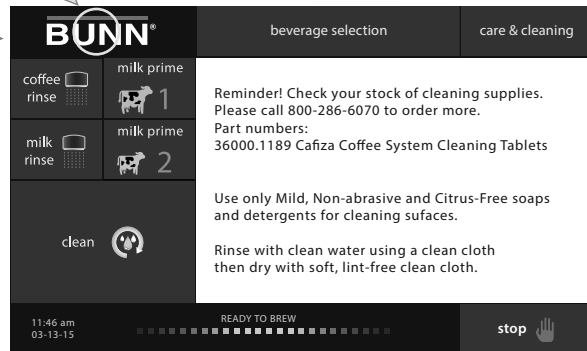 BUNN®
beverage selection
care & cleaning
coffee
rinse
milk prime
1
milk
rinse
milk prime
2
clean
Reminder! Check your stock of cleaning supplies.
Please call 800-286-6070 to order more.
Part numbers:
36000.1189 Cafiza Coffee System Cleaning Tablets
Use only Mild, Non-abrasive and Citrus-Free soaps
and detergents for cleaning sufaces.
Rinse with clean water using a clean cloth
then dry with soft, lint-free clean cloth.
11:46 am
03-13-15
READY TO BREW
stop